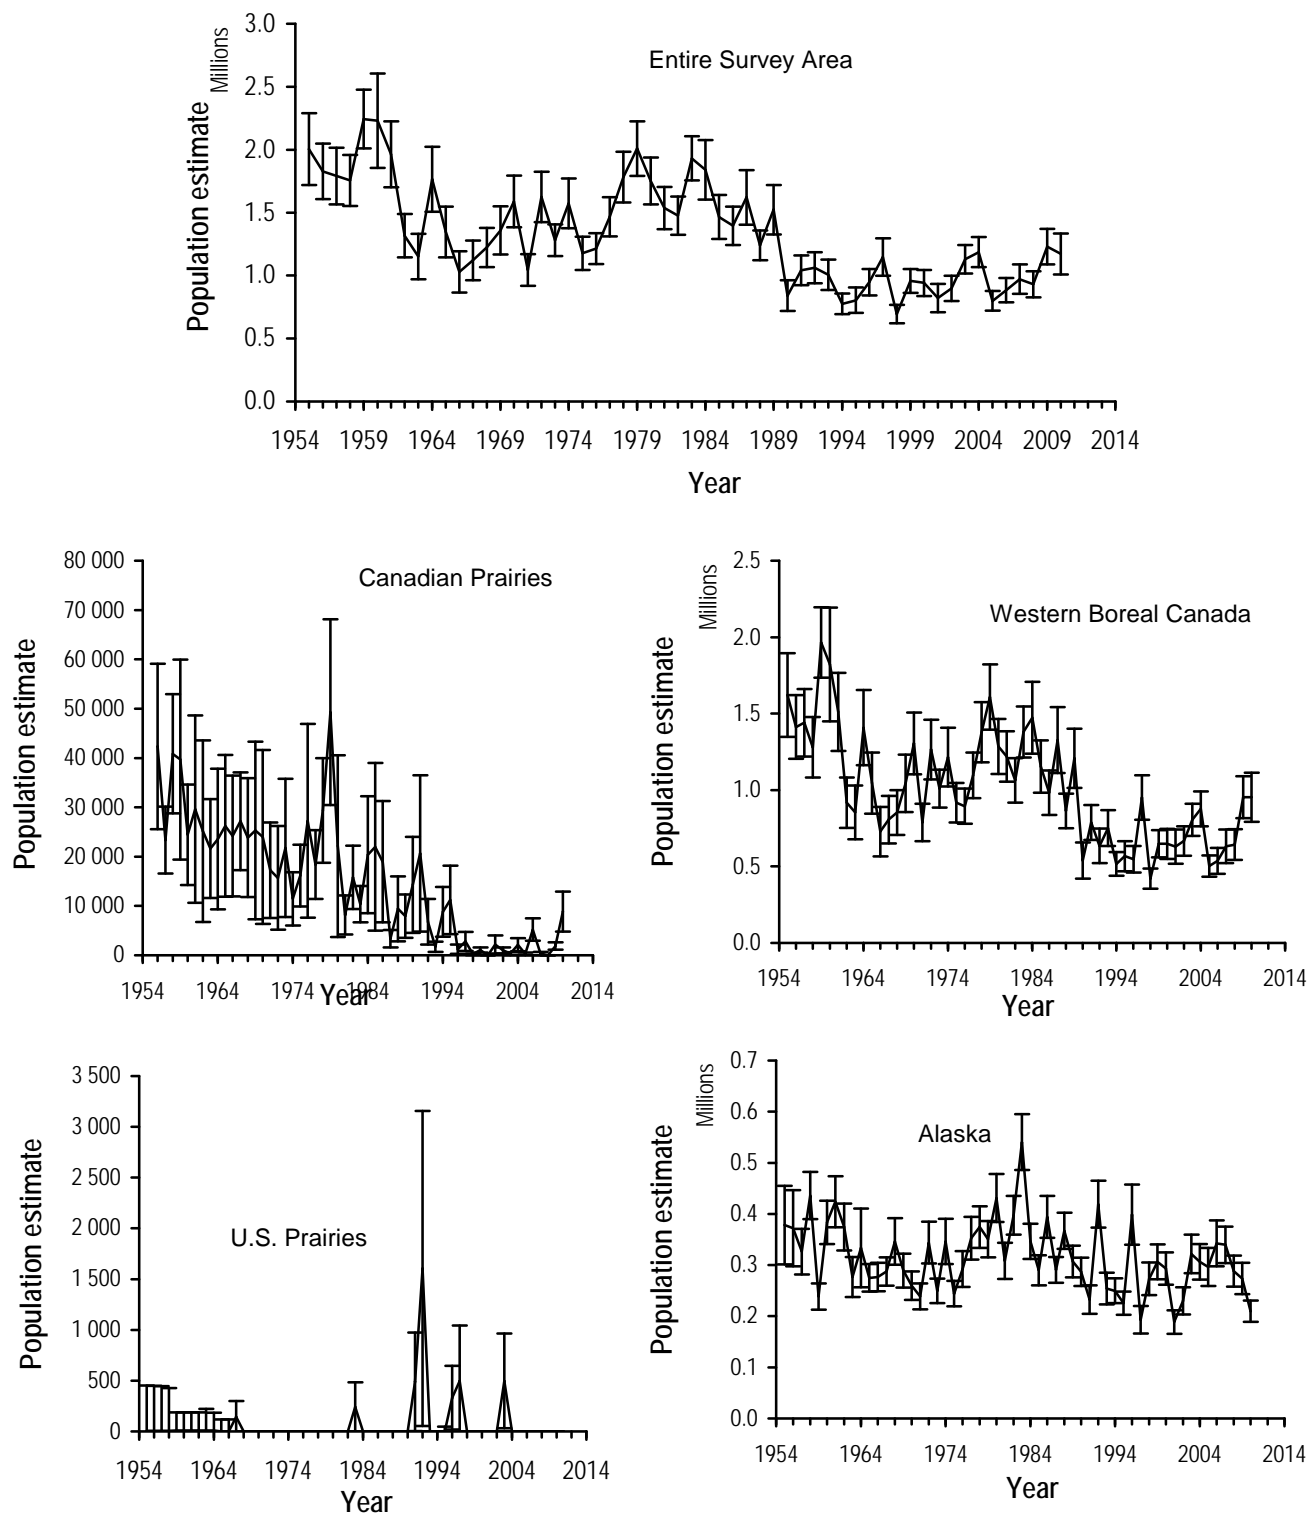 Entire Survey Area
Population estimate
Millions
3.0
2.5
2.0
1.5
1.0
0.5
0.0
1954 1959 1964 1969 1974 1979 1984 1989 1994 1999 2004 2009 2014
Year
Canadian Prairies
Population estimate
80 000
70 000
60 000
50 000
40 000
30 000
20 000
10 000
0
1954 1964 1974 1984 1994 2004 2014
Year
Western Boreal Canada
Population estimate
Millions
2.5
2.0
1.5
1.0
0.5
0.0
1954 1964 1974 1984 1994 2004 2014
Year
U.S. Prairies
Population estimate
3 500
3 000
2 500
2 000
1 500
1 000
500
0
1954 1964 1974 1984 1994 2004 2014
Year
Alaska
Population estimate
Millions
0.7
0.6
0.5
0.4
0.3
0.2
0.1
0.0
1954 1964 1974 1984 1994 2004 2014
Year